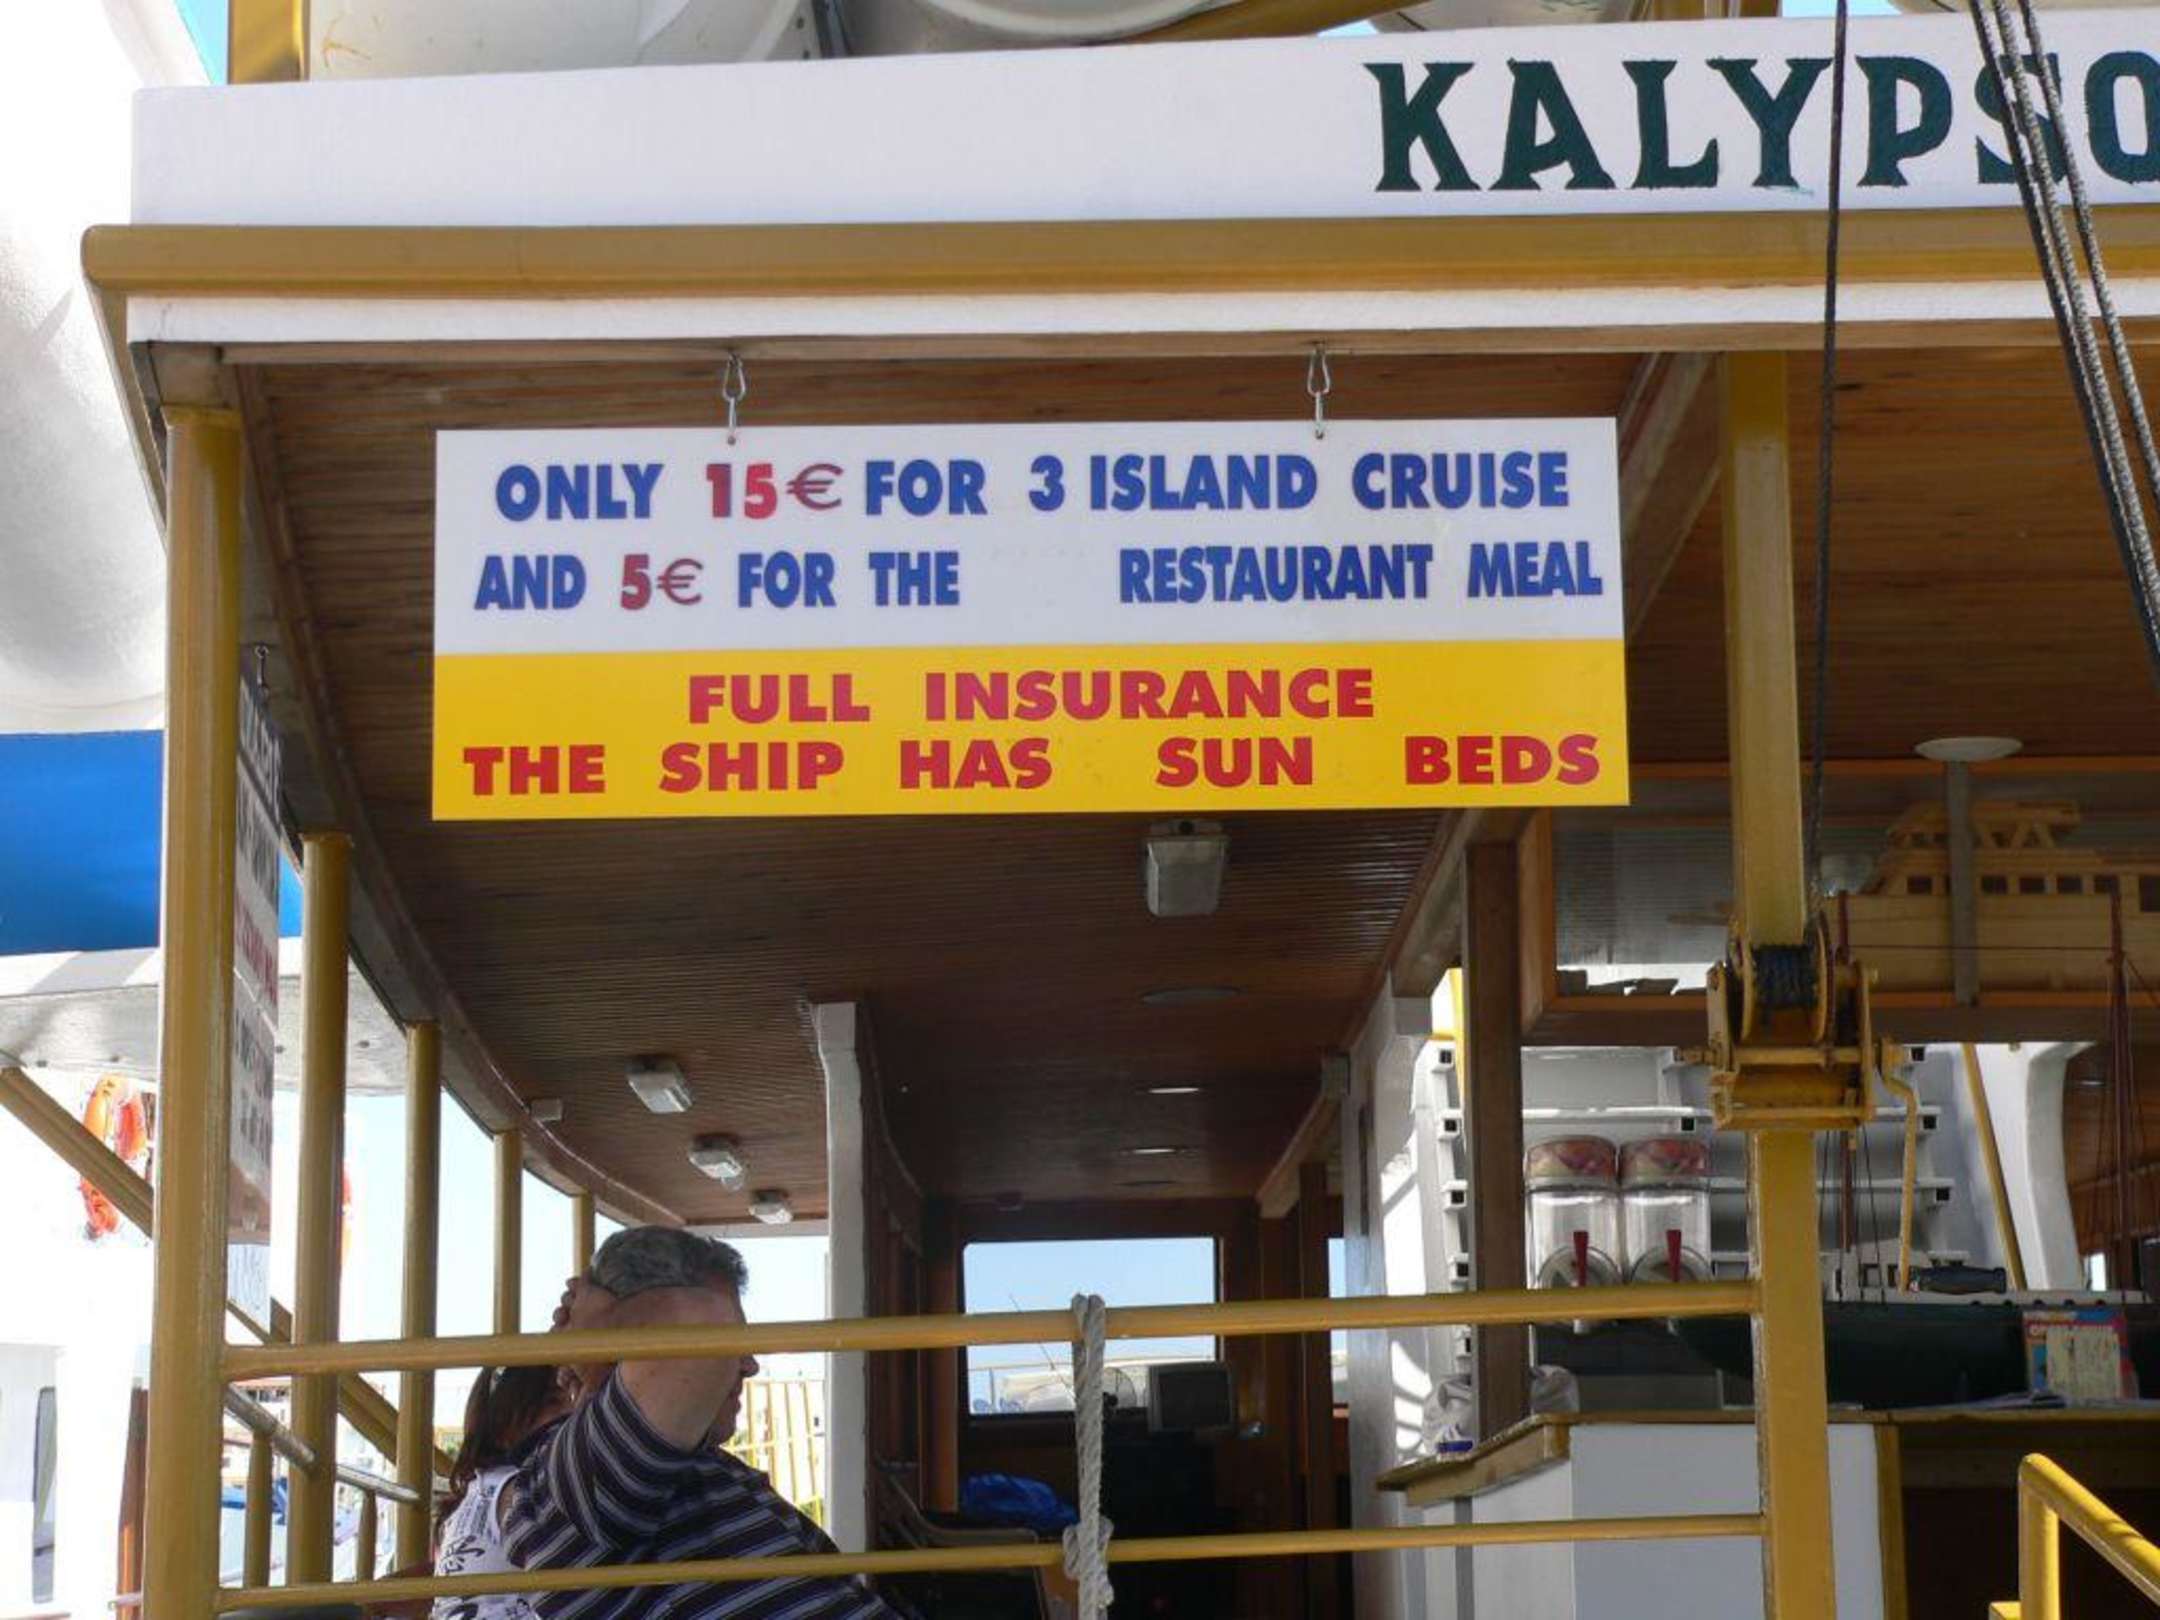 KALYPSO
ONLY 15€ FOR 3 ISLAND CRUISE
AND 5€ FOR THE RESTAURANT MEAL
FULL INSURANCE
THE SHIP HAS SUN BEDS